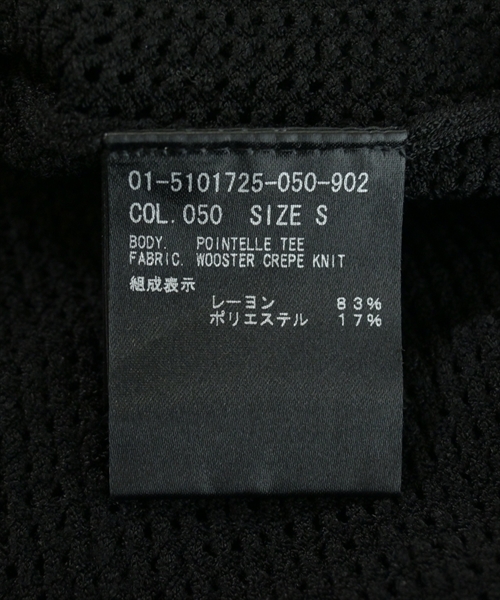 01-5101725-050-902
COL.050 SIZE S
BODY. POINTELLE TEE
FABRIC. WOOSTER CREPE KNIT
組成表示
レーヨン 83%
ポリエステル 17%